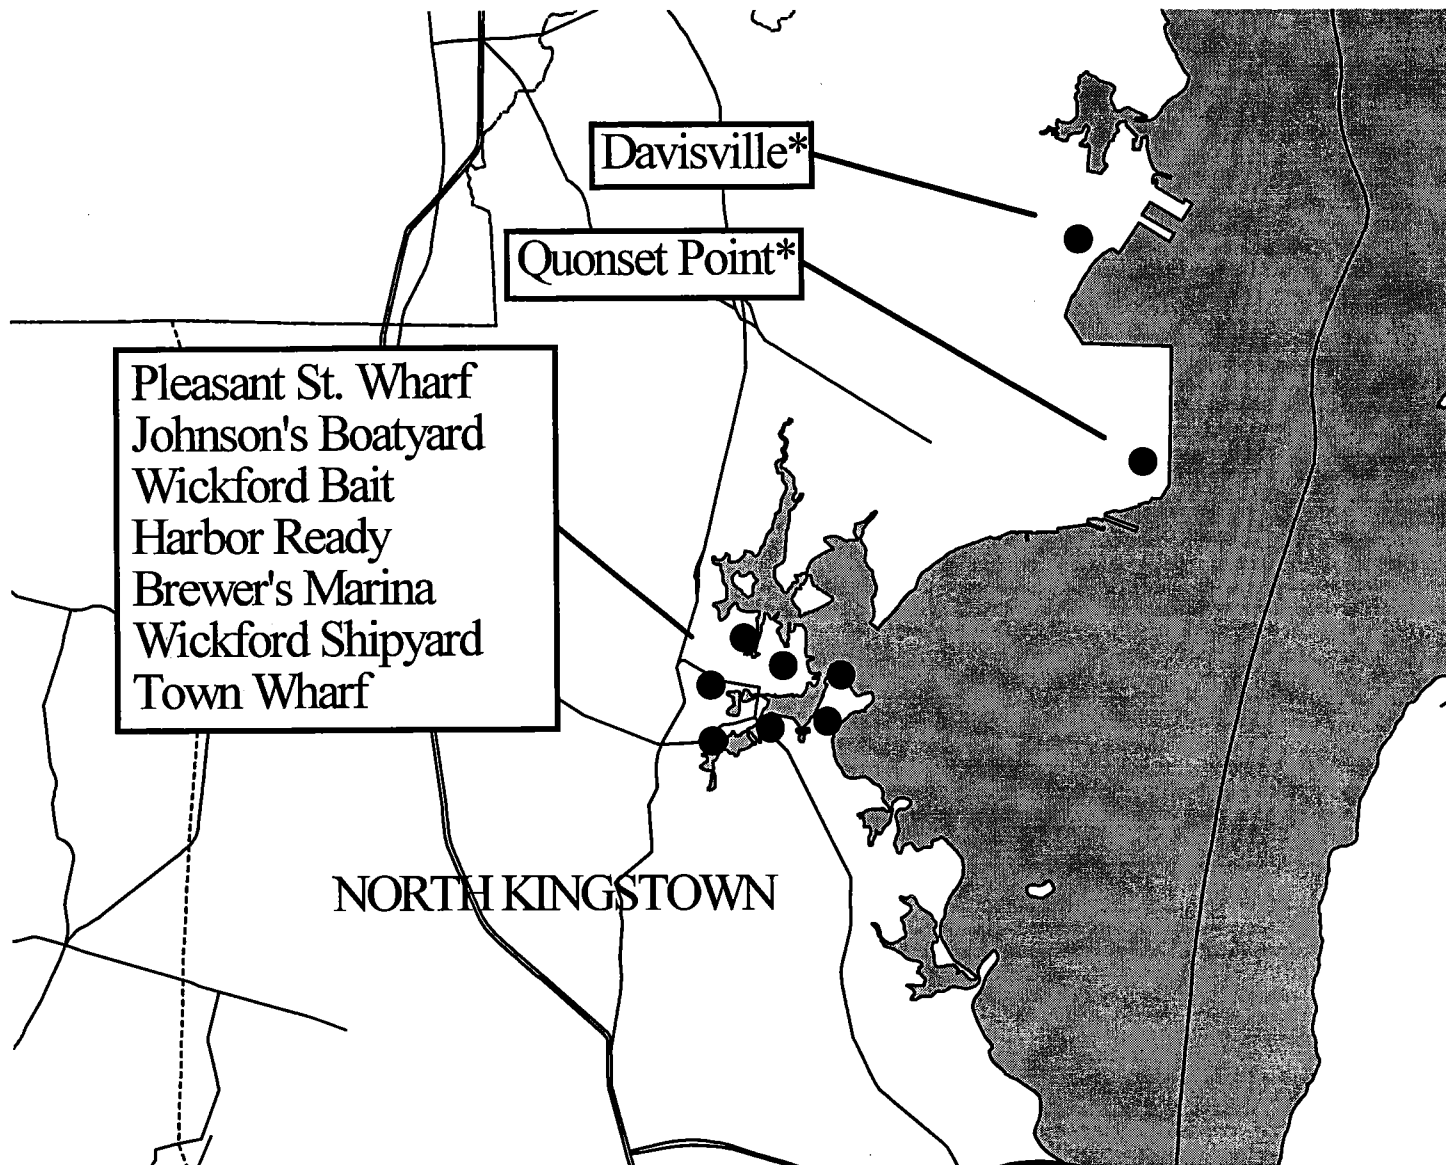 Davisville*
Quonset Point*
Pleasant St. Wharf
Johnson's Boatyard
Wickford Bait
Harbor Ready
Brewer's Marina
Wickford Shipyard
Town Wharf
NORTH KINGSTOWN